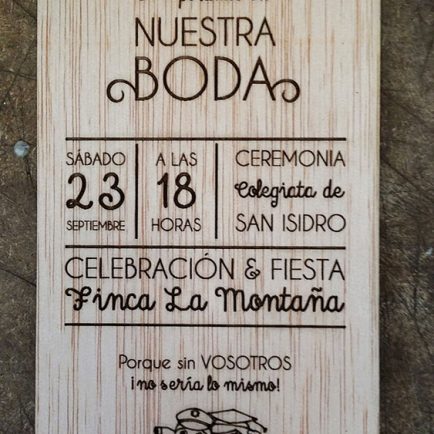 NUESTRA
BODA
SÁBADO
23
SEPTIEMBRE
A LAS
18
HORAS
CEREMONIA
Colegiata de
SAN ISIDRO
CELEBRACIÓN & FIESTA
Finca La Montaña
Porque sin VOSOTROS
¡no sería lo mismo!